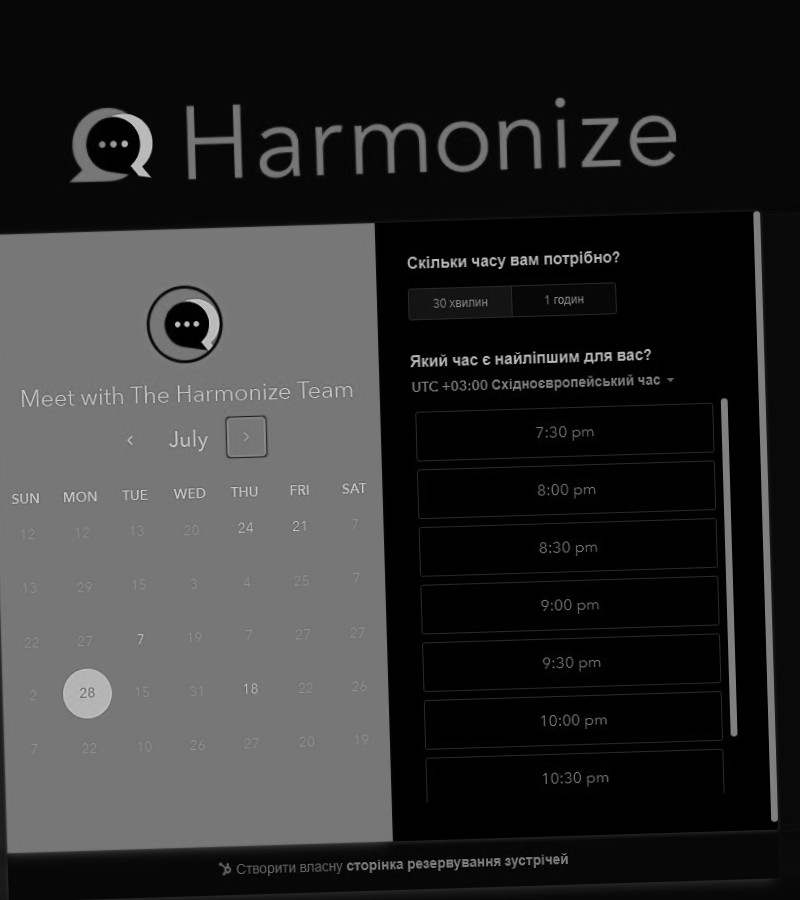 Harmonize
Meet with The Harmonize Team
July
SUN MON TUE WED THU FRI SAT
12 12 13 20 24 21 7
13 29 15 3 4 25 7
22 27 7 19 7 27 27
2 28 15 31 18 22 26
7 22 10 26 27 20 19
Скільки часу вам потрібно?
30 хвилин 1 годин
Який час є найліпшим для вас?
UTC +03:00 Східноєвропейський час
7:30 pm
8:00 pm
8:30 pm
9:00 pm
9:30 pm
10:00 pm
10:30 pm
Створити власну сторінка резервування зустрічей